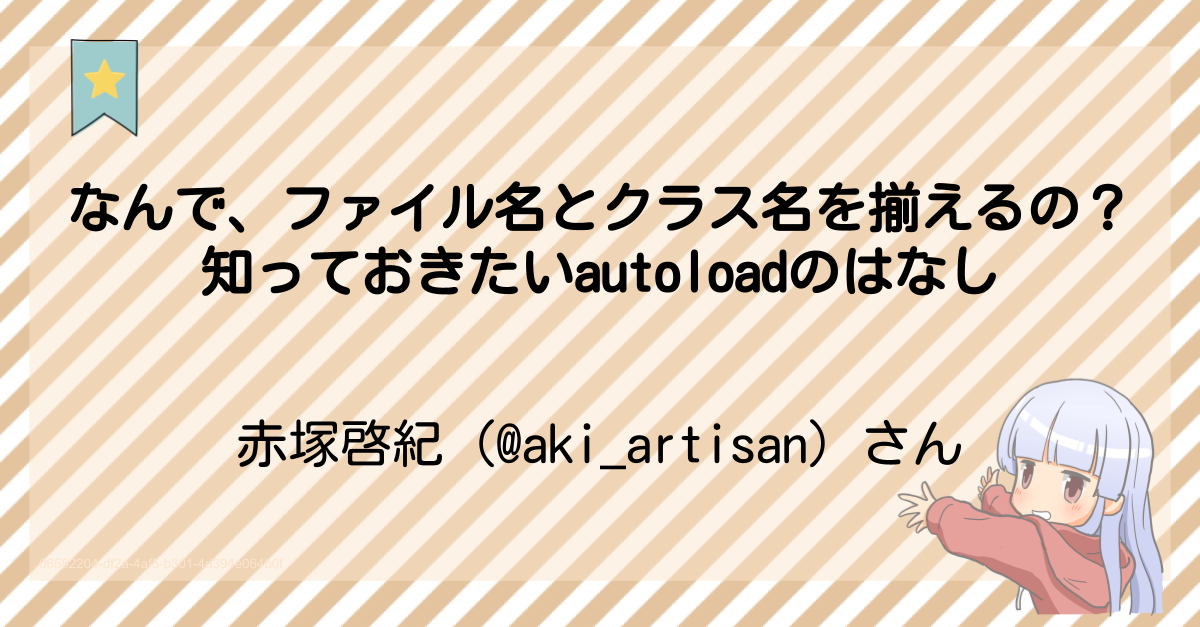 なんで、ファイル名とクラス名を揃えるの？
知っておきたいautoloadのはなし
赤塚啓紀（@aki_artisan）さん